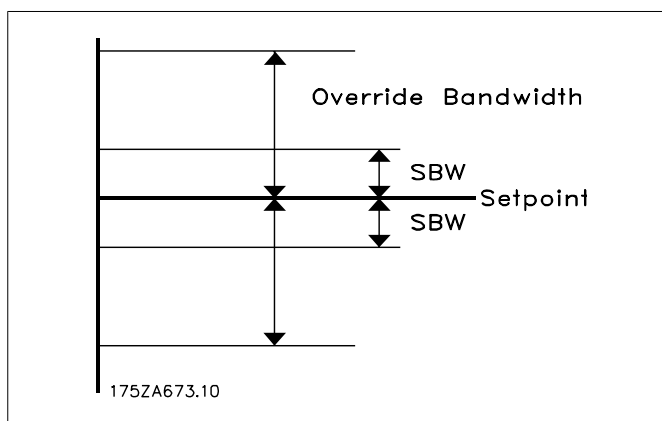 Override Bandwidth
SBW
Setpoint
SBW
175ZA673.10